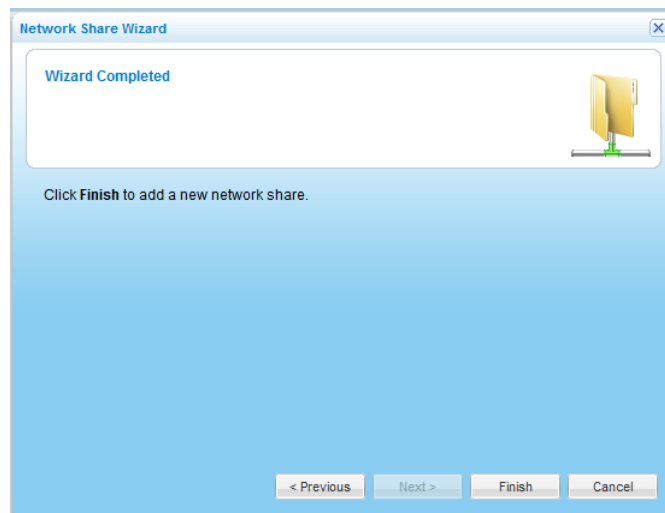 Network Share Wizard
Wizard Completed
Click Finish to add a new network share.
< Previous Next > Finish Cancel